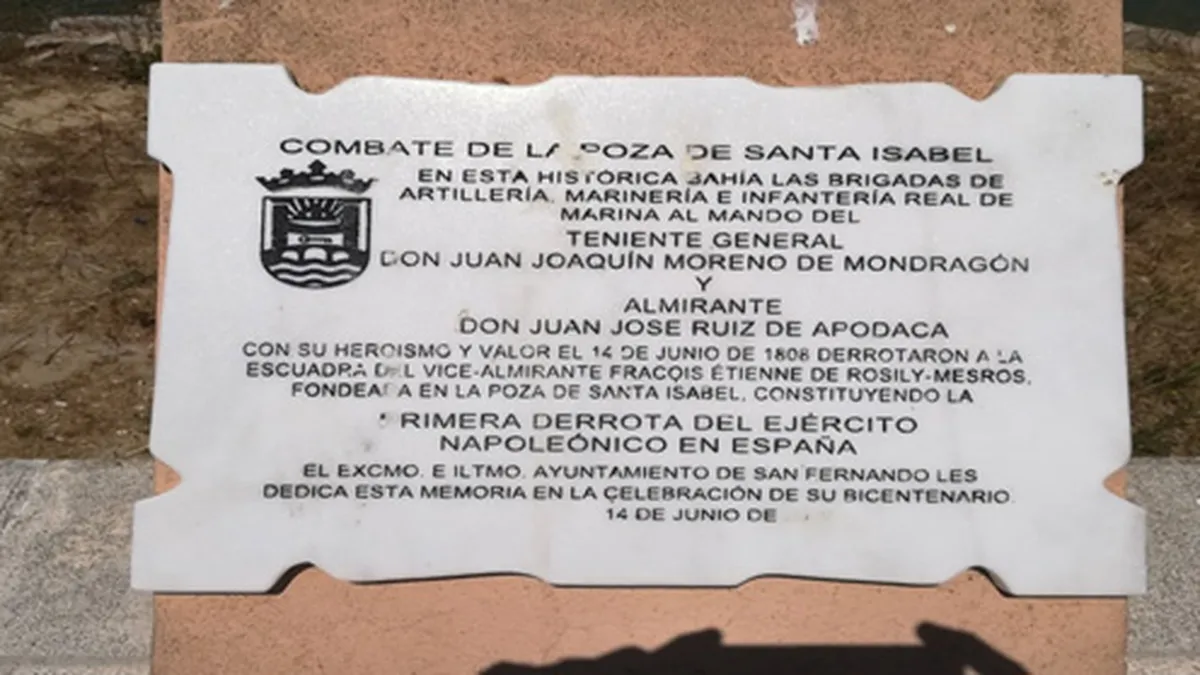 COMBATE DE LA POZA DE SANTA ISABEL
EN ESTA HISTÓRICA BAHÍA LAS BRIGADAS DE
ARTILLERÍA, MARINERÍA E INFANTERÍA REAL DE
MARINA AL MANDO DEL
TENIENTE GENERAL
DON JUAN JOAQUÍN MORENO DE MONDRAGÓN
Y
ALMIRANTE
DON JUAN JOSE RUIZ DE APODACA
CON SU HEROISMO Y VALOR EL 14 DE JUNIO DE 1808 DERROTARON A LA
ESCUADRA DEL VICE-ALMIRANTE FRACOIS ÉTIENNE DE ROSILY-MESROS,
FONDEADA EN LA POZA DE SANTA ISABEL, CONSTITUYENDO LA
PRIMERA DERROTA DEL EJÉRCITO
NAPOLEÓNICO EN ESPAÑA
EL EXCMO. E ILTMO. AYUNTAMIENTO DE SAN FERNANDO LES
DEDICA ESTA MEMORIA EN LA CELEBRACIÓN DE SU BICENTENARIO.
14 DE JUNIO DE